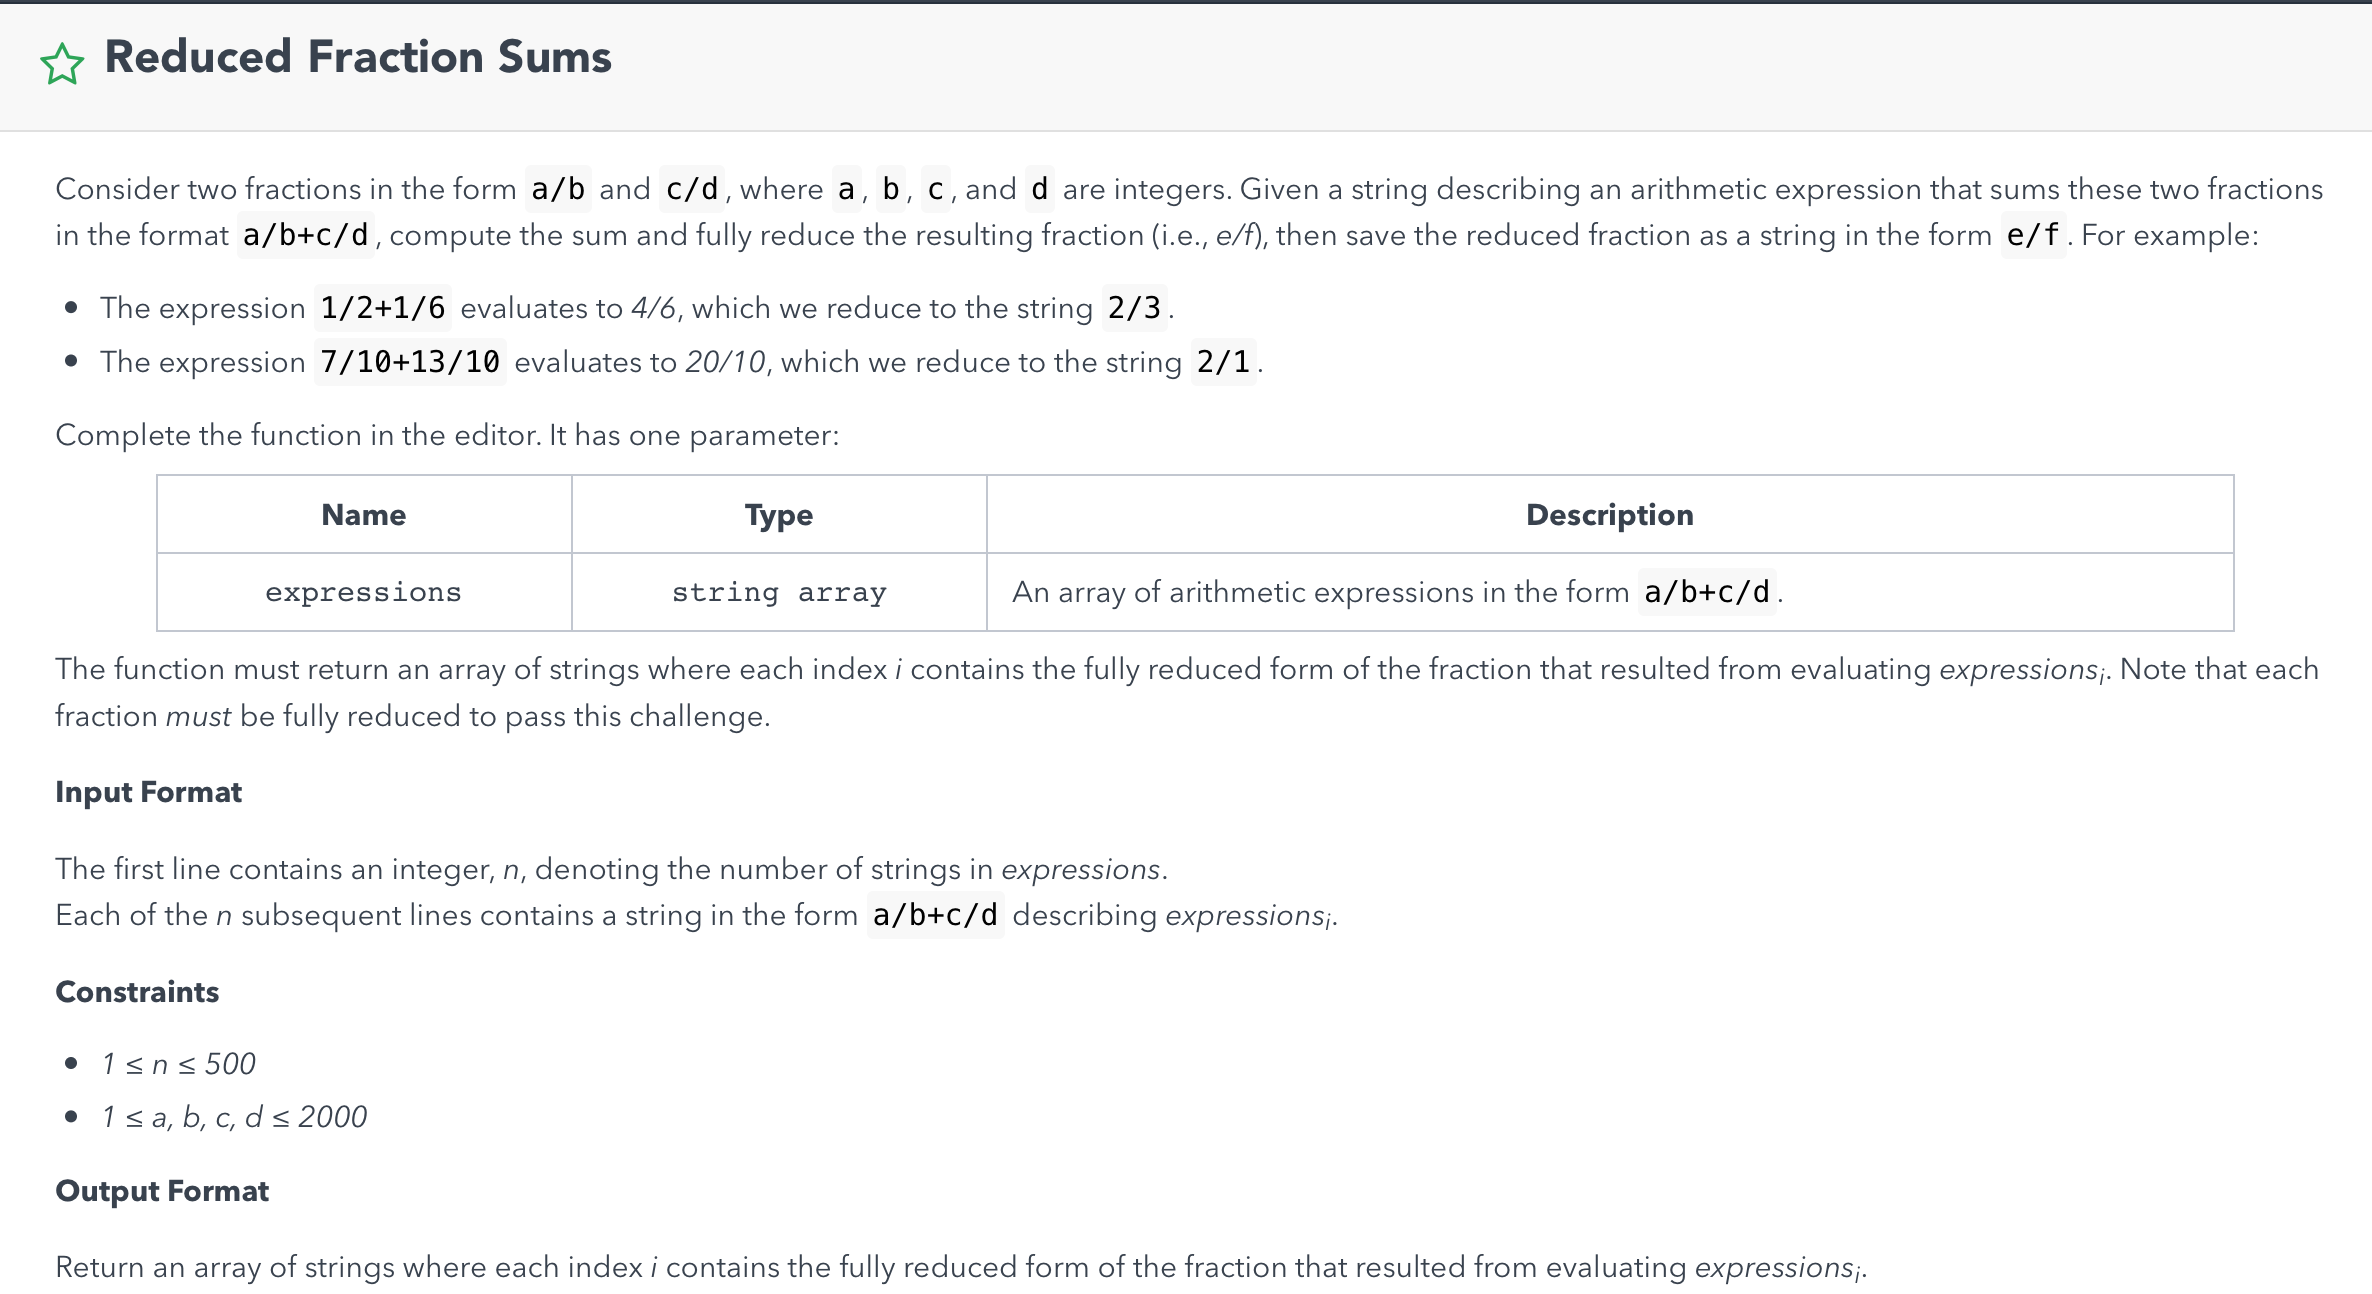 Reduced Fraction Sums
Consider two fractions in the form a/b and c/d, where a, b, c, and d are integers. Given a string describing an arithmetic expression that sums these two fractions
in the format a/b+c/d, compute the sum and fully reduce the resulting fraction (i.e., e/f), then save the reduced fraction as a string in the form e/f. For example:
• The expression 1/2+1/6 evaluates to 4/6, which we reduce to the string 2/3.
• The expression 7/10+13/10 evaluates to 20/10, which we reduce to the string 2/1.
Complete the function in the editor. It has one parameter:
Name Type Description
expressions string array An array of arithmetic expressions in the form a/b+c/d.
The function must return an array of strings where each index i contains the fully reduced form of the fraction that resulted from evaluating expressionsᵢ. Note that each
fraction must be fully reduced to pass this challenge.
Input Format
The first line contains an integer, n, denoting the number of strings in expressions.
Each of the n subsequent lines contains a string in the form a/b+c/d describing expressionsᵢ.
Constraints
• 1 ≤ n ≤ 500
• 1 ≤ a, b, c, d ≤ 2000
Output Format
Return an array of strings where each index i contains the fully reduced form of the fraction that resulted from evaluating expressionsᵢ.